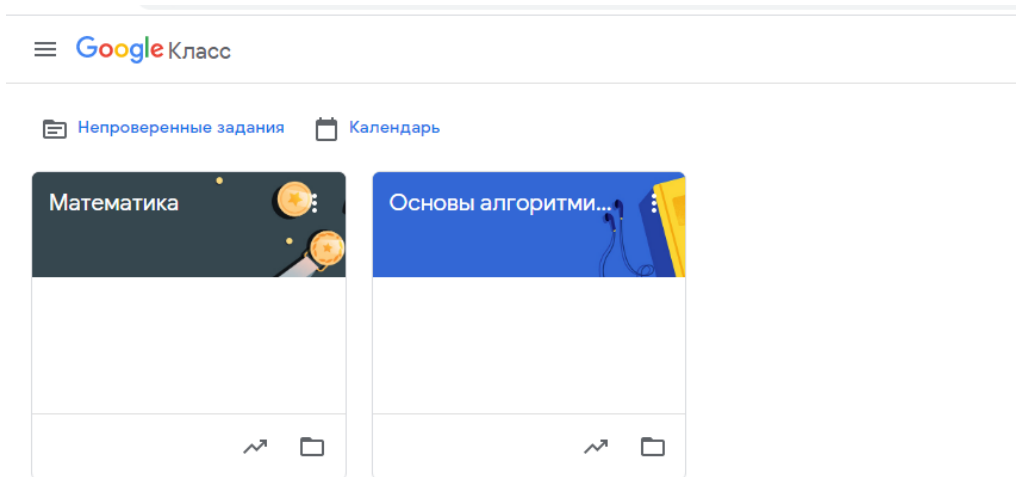 Google Класс
Непроверенные задания Календарь
Математика
Основы алгоритми...